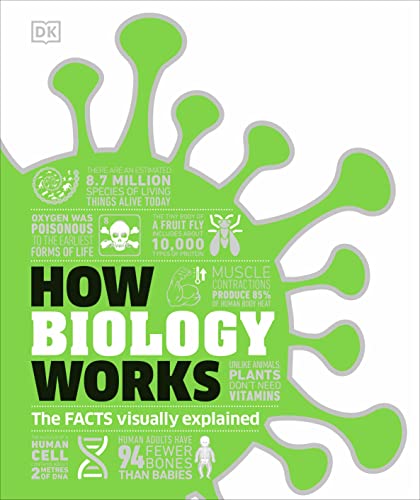 DK
THERE ARE AN ESTIMATED
8.7 MILLION
SPECIES OF LIVING
THINGS ALIVE TODAY
OXYGEN WAS
POISONOUS
TO THE EARLIEST
FORMS OF LIFE
8
THE TINY BODY OF
A FRUIT FLY
INCLUDES ABOUT
10,000
TYPES OF PROTEIN
MUSCLE
CONTRACTIONS
PRODUCE 85%
OF HUMAN BODY HEAT
HOW
BIOLOGY
WORKS
UNLIKE ANIMALS,
PLANTS
DON'T NEED
VITAMINS
The FACTS visually explained
HUMAN CELL
2 METRES
OF DNA
HUMAN ADULTS HAVE
94 FEWER
BONES
THAN BABIES